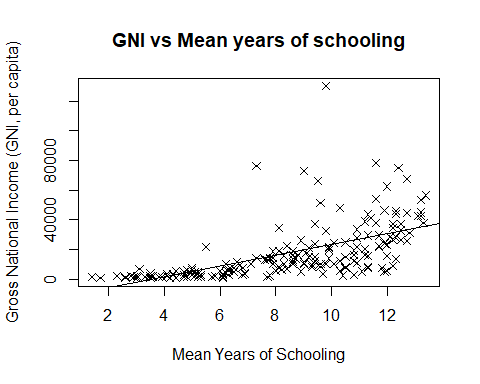 GNI vs Mean years of schooling
Gross National Income (GNI, per capita)
80000
40000
0
2 4 6 8 10 12
Mean Years of Schooling